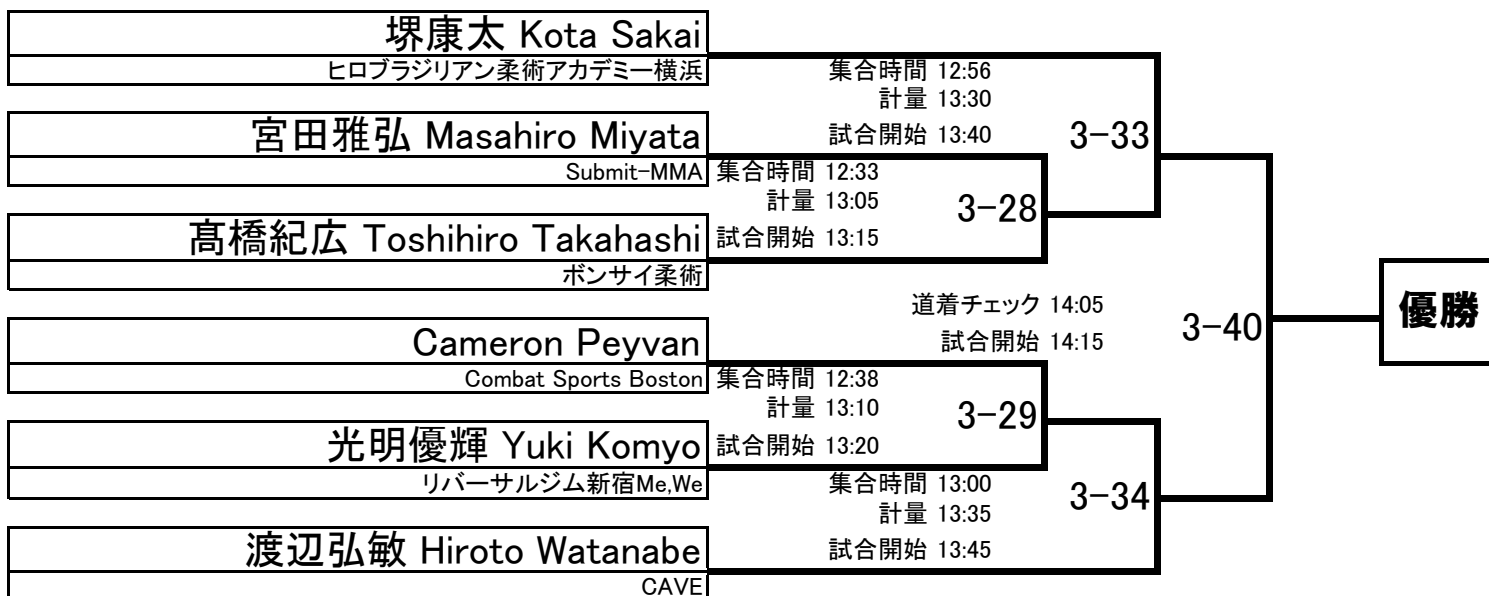 堺康太 Kota Sakai
ヒロブラジリアン柔術アカデミー横浜
集合時間 12:56
計量 13:30
試合開始 13:40
3-33
宮田雅弘 Masahiro Miyata
Submit-MMA
集合時間 12:33
計量 13:05
試合開始 13:15
3-28
髙橋紀広 Toshihiro Takahashi
ボンサイ柔術
道着チェック 14:05
試合開始 14:15
3-40
優勝
Cameron Peyvan
Combat Sports Boston
集合時間 12:38
計量 13:10
試合開始 13:20
3-29
光明優輝 Yuki Komyo
リバーサルジム新宿Me,We
集合時間 13:00
計量 13:35
試合開始 13:45
3-34
渡辺弘敏 Hiroto Watanabe
CAVE